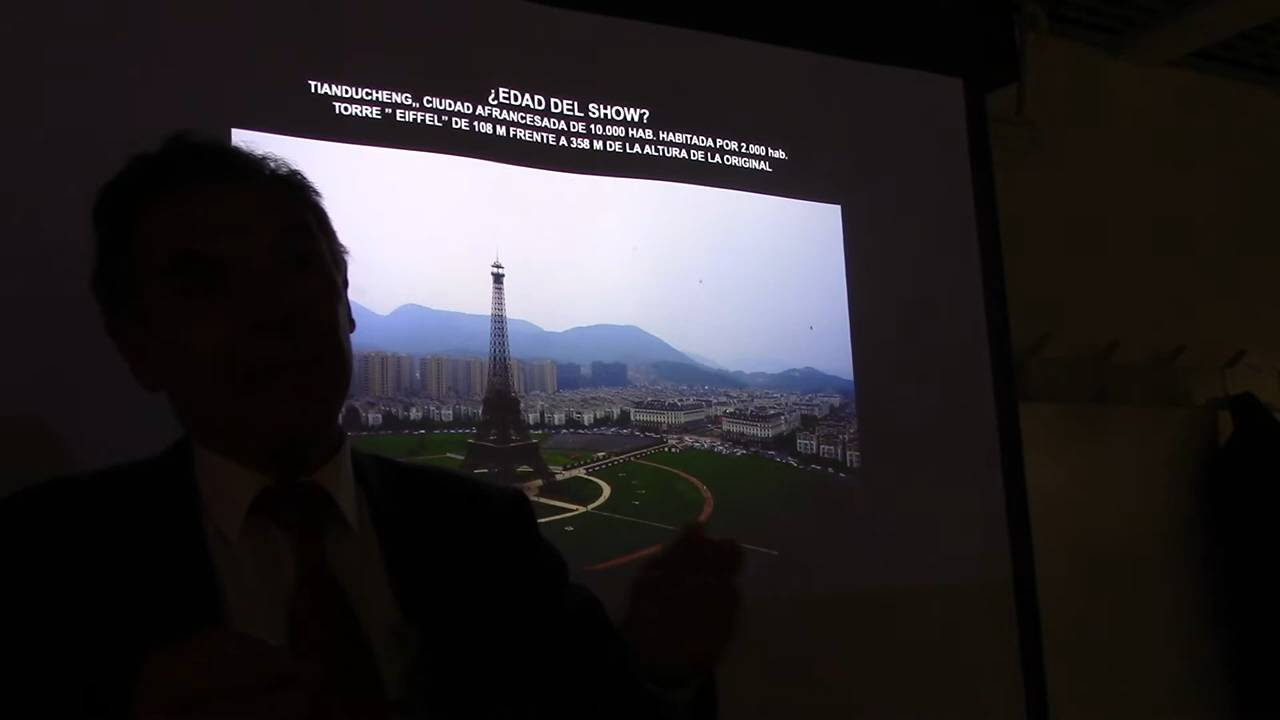 ¿EDAD DEL SHOW?
TIANDUCHENG,, CIUDAD AFRANCESADA DE 10.000 HAB. HABITADA POR 2.000 hab.
TORRE " EIFFEL" DE 108 M FRENTE A 358 M DE LA ALTURA DE LA ORIGINAL